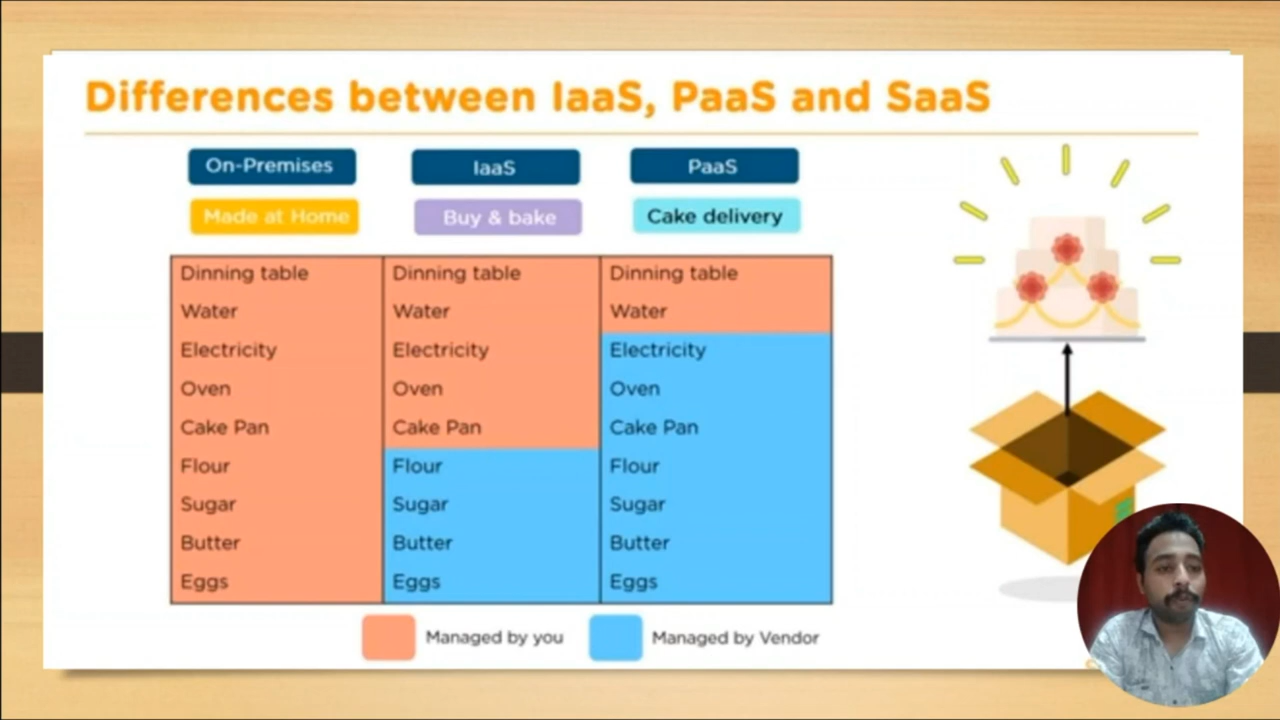 Differences between IaaS, PaaS and SaaS
On-Premises IaaS PaaS
Made at Home Buy & bake Cake delivery
Dinning table Dinning table Dinning table
Water Water Water
Electricity Electricity Electricity
Oven Oven Oven
Cake Pan Cake Pan Cake Pan
Flour Flour Flour
Sugar Sugar Sugar
Butter Butter Butter
Eggs Eggs Eggs
Managed by you Managed by Vendor